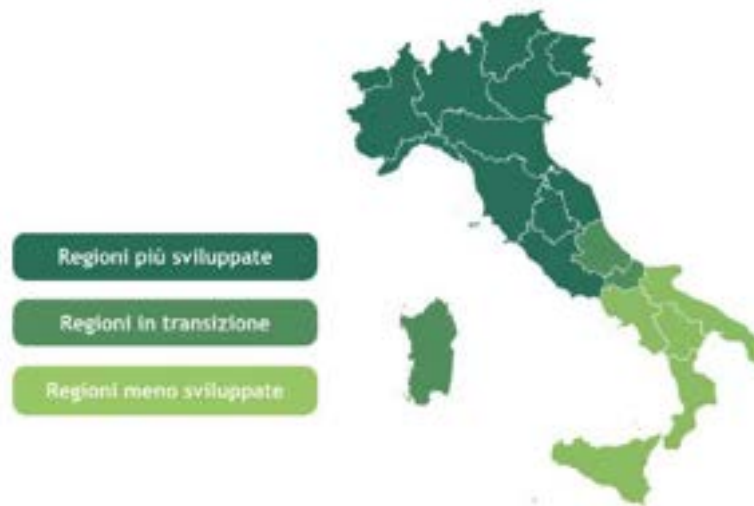 Regioni più sviluppate
Regioni in transizione
Regioni meno sviluppate